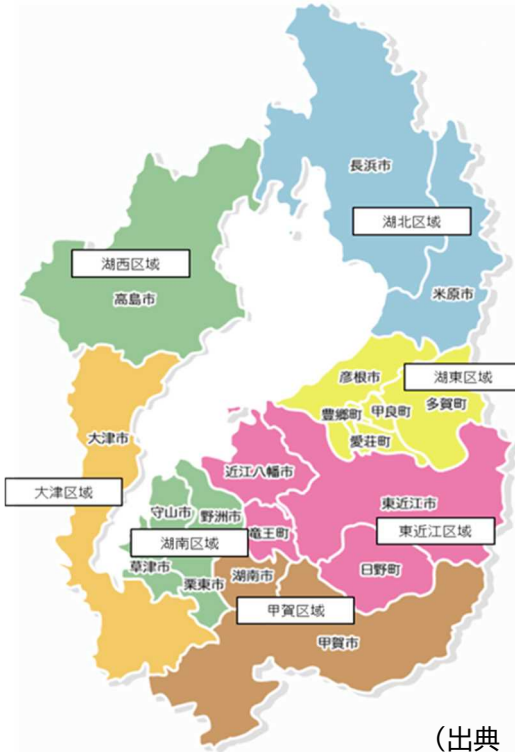 長浜市
湖北区域
湖西区域
米原市
高島市
彦根市
湖東区域
豊郷町
甲良町
多賀町
愛荘町
大津市
近江八幡市
大津区域
守山市
野洲市
東近江市
竜王町
東近江区域
湖南区域
草津市
湖南市
日野町
栗東市
甲賀区域
甲賀市
(出典